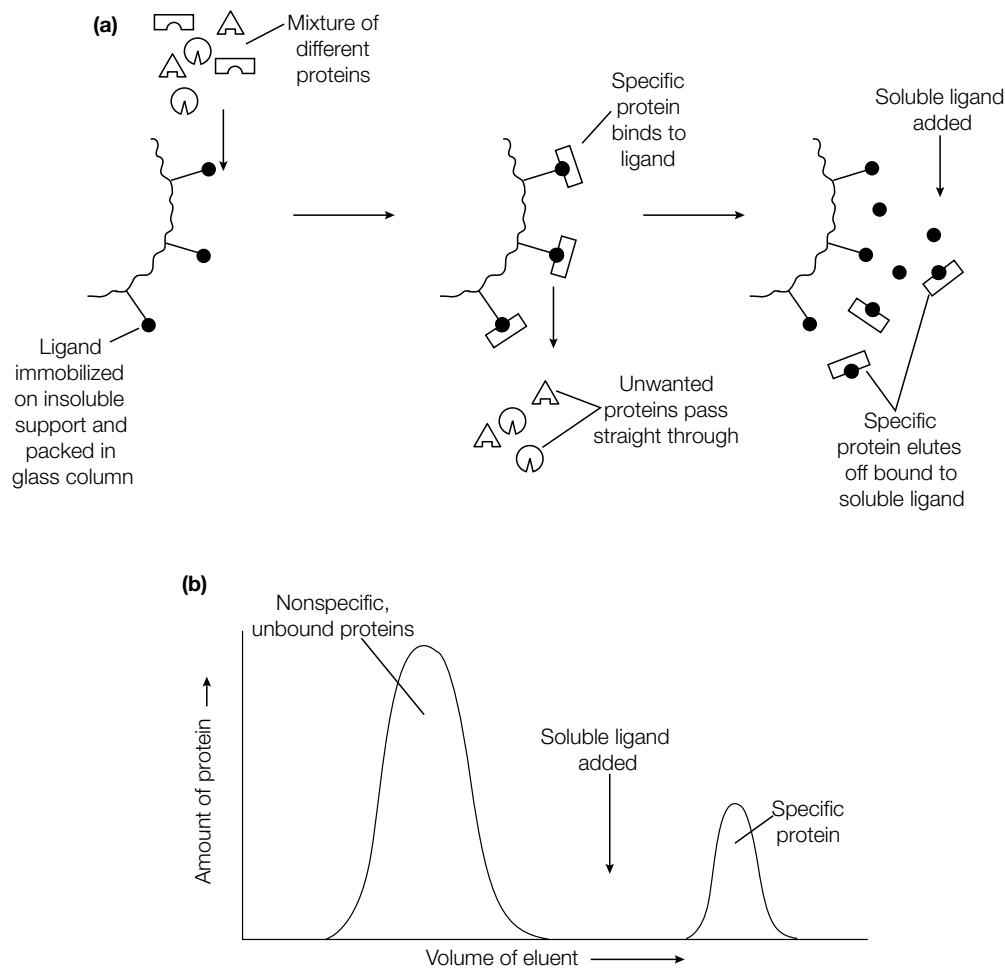 (a)
Mixture of
different
proteins
Specific
protein
binds to
ligand
Soluble ligand
added
Ligand
immobilized
on insoluble
support and
packed in
glass column
Unwanted
proteins pass
straight through
Specific
protein elutes
off bound to
soluble ligand
(b)
Nonspecific,
unbound proteins
Soluble ligand
added
Specific
protein
Amount of protein
Volume of eluent